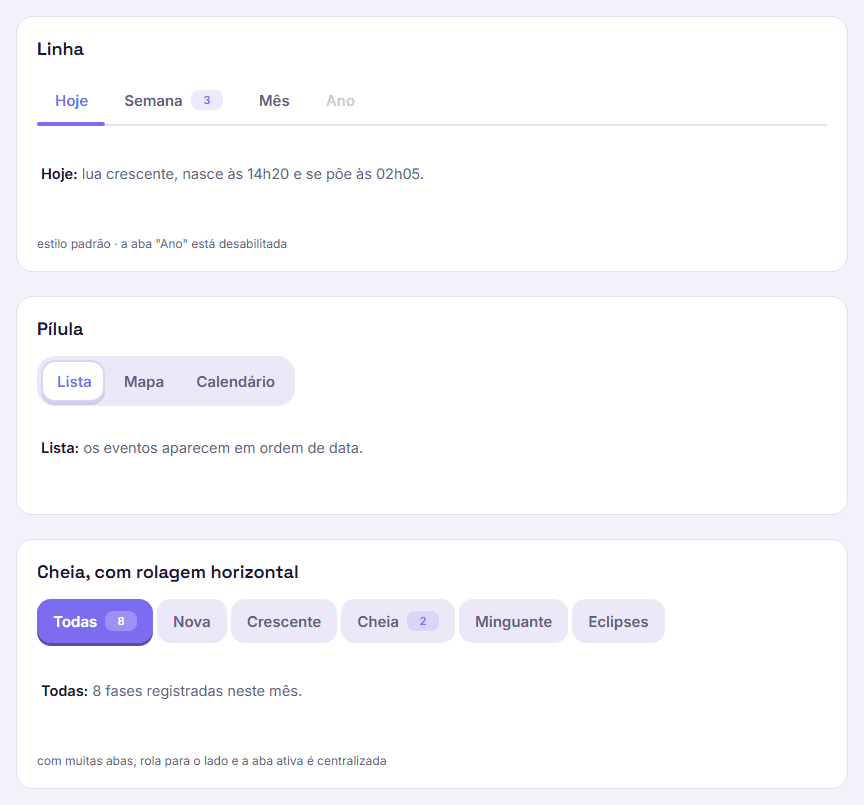 Linha
Hoje Semana 3 Mês Ano
Hoje: lua crescente, nasce às 14h20 e se põe às 02h05.
estilo padrão · a aba "Ano" está desabilitada
Pílula
Lista Mapa Calendário
Lista: os eventos aparecem em ordem de data.
Cheia, com rolagem horizontal
Todas 8 Nova Crescente Cheia 2 Minguante Eclipses
Todas: 8 fases registradas neste mês.
com muitas abas, rola para o lado e a aba ativa é centralizada